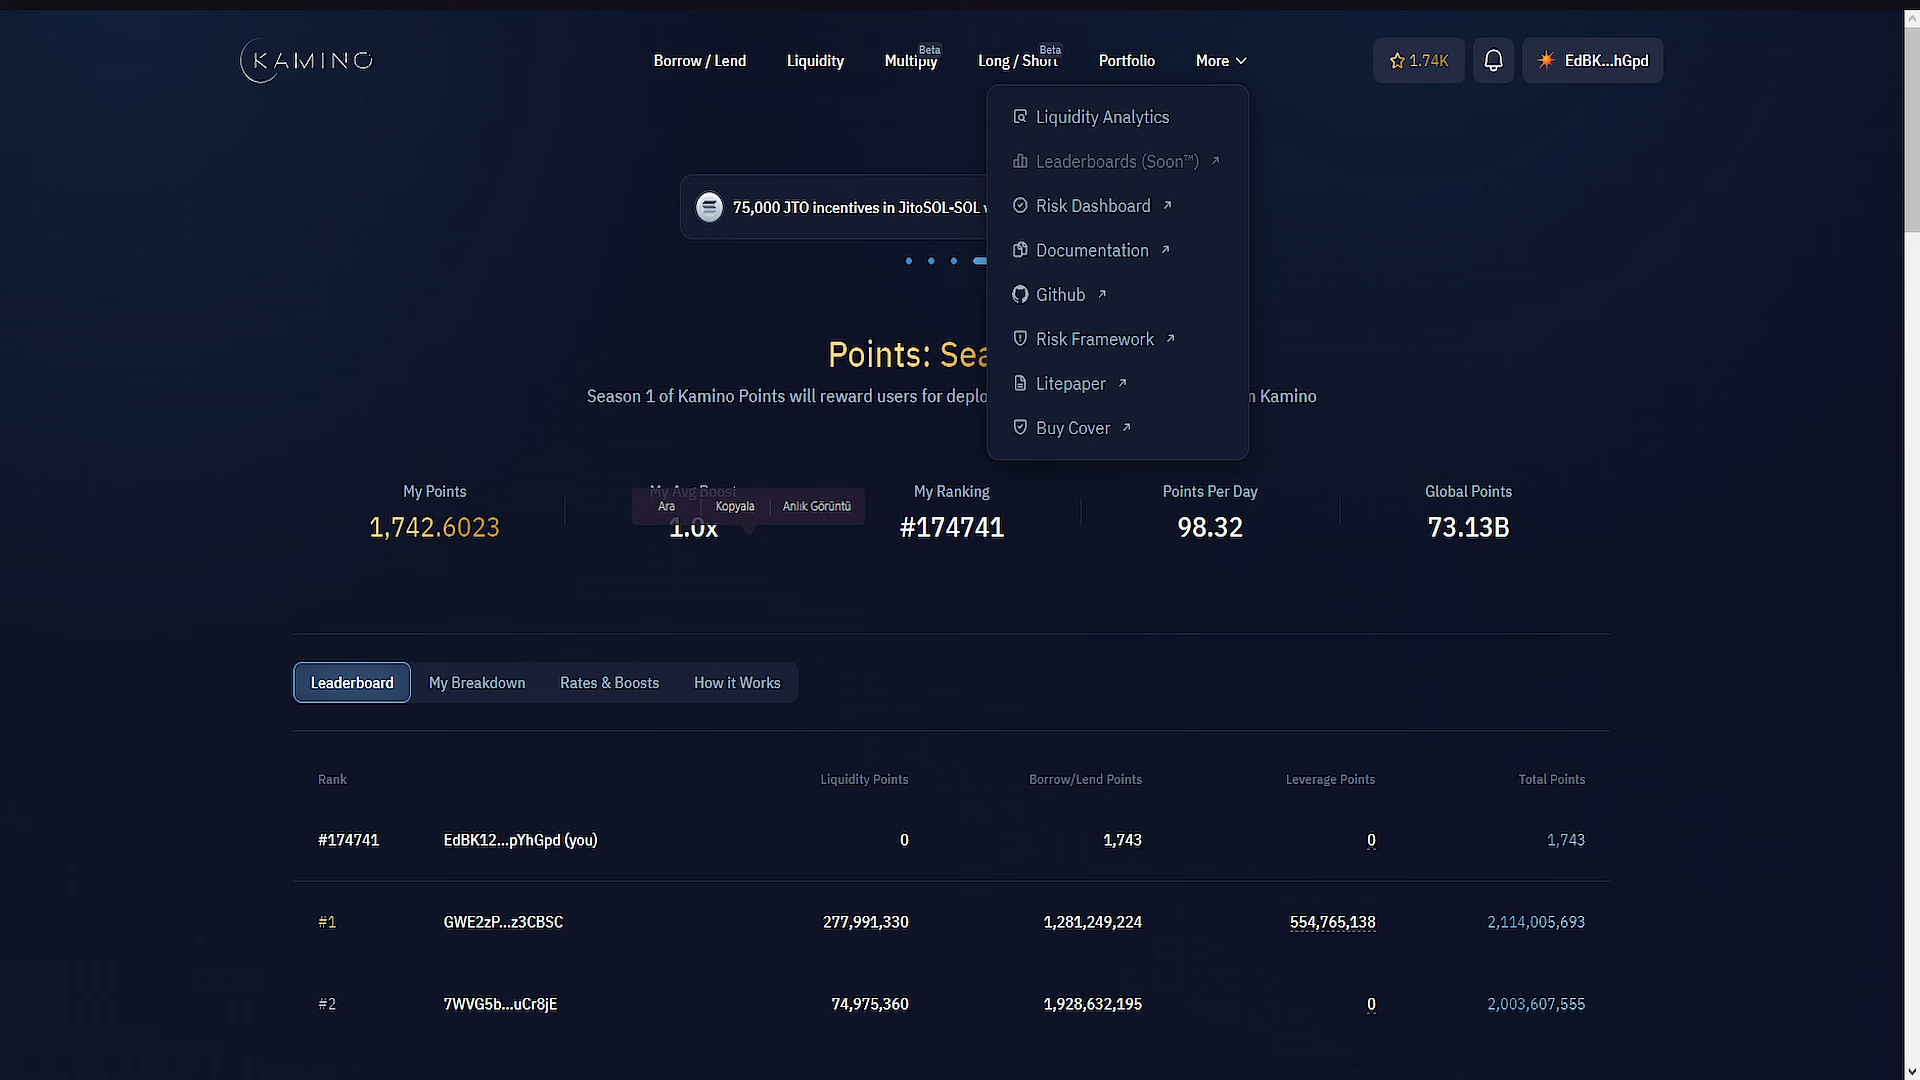 KAMINO
Borrow / Lend
Liquidity
Multiply
Beta
Long / Short
Beta
Portfolio
More
1.74K
EdBK...hGpd
Liquidity Analytics
Leaderboards (Soon™)
Risk Dashboard
Documentation
Github
Risk Framework
Litepaper
Buy Cover
75,000 JTO incentives in JitoSOL-SOL
Points:
Season 1 of Kamino Points will reward users for
Kamino
My Points
1,742.6023
My Avg Boost
1.0x
Ara
Kopyala
Anlık Görüntü
My Ranking
#174741
Points Per Day
98.32
Global Points
73.13B
Leaderboard
My Breakdown
Rates & Boosts
How it Works
Rank Liquidity Points Borrow/Lend Points Leverage Points Total Points
#174741 EdBK12...pYhGpd (you) 0 1,743 0 1,743
#1 GWE2zP...z3CBSC 277,991,330 1,281,249,224 554,765,138 2,114,005,693
#2 7WVG5b...uCr8jE 74,975,360 1,928,632,195 0 2,003,607,555